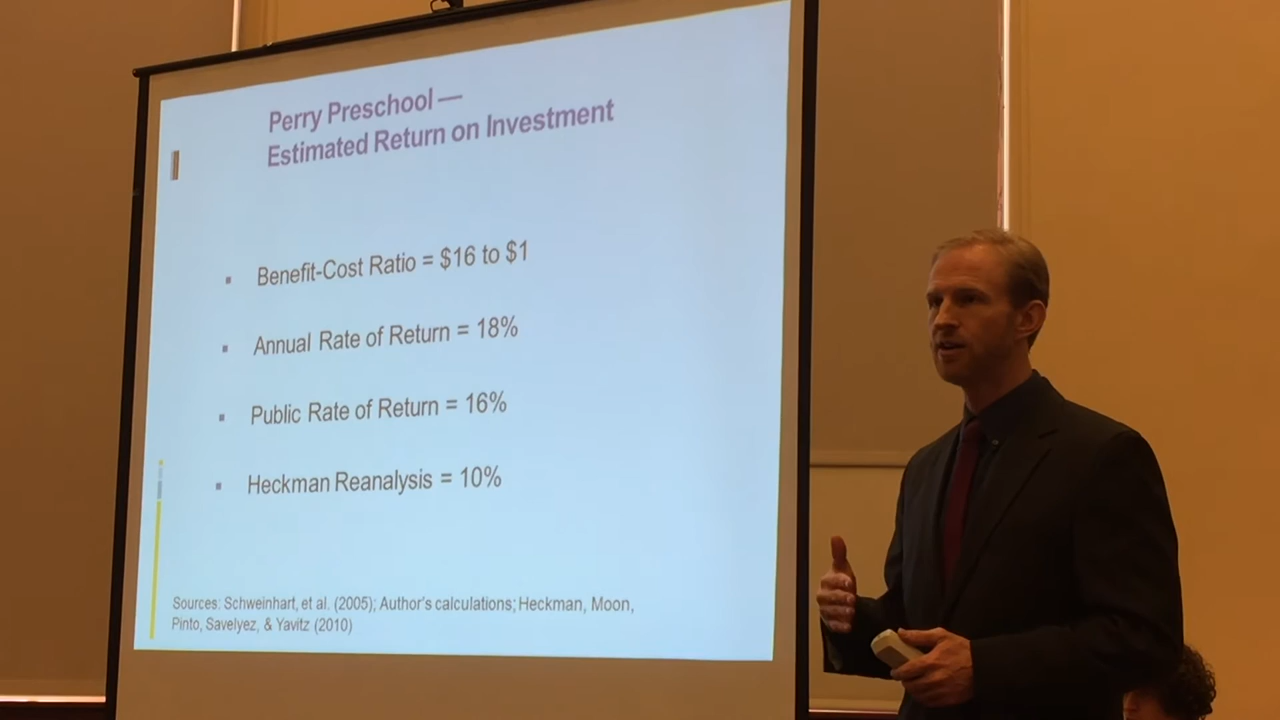 Perry Preschool—
Estimated Return on Investment
Benefit-Cost Ratio = $16 to $1
Annual Rate of Return = 18%
Public Rate of Return = 16%
Heckman Reanalysis = 10%
Sources: Schweinhart, et al. (2005); Author's calculations; Heckman, Moon,
Pinto, Savelyez, & Yavitz (2010)